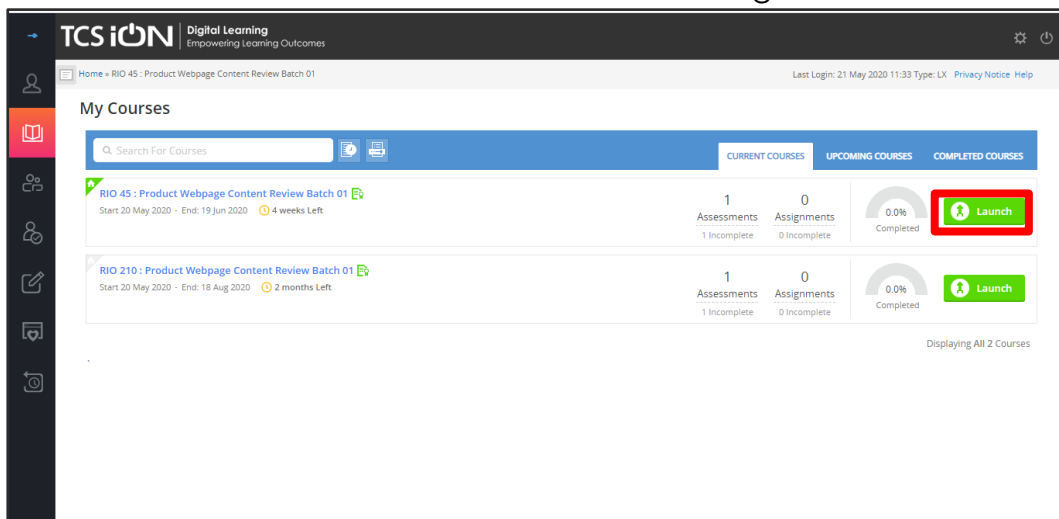 TCS iON | Digital Learning
Empowering Learning Outcomes
Home » RIO 45 : Product Webpage Content Review Batch 01
Last Login: 21 May 2020 11:33 Type: LX Privacy Notice Help
My Courses
Search For Courses
CURRENT COURSES UPCOMING COURSES COMPLETED COURSES
RIO 45 : Product Webpage Content Review Batch 01
Start 20 May 2020 - End: 19 Jun 2020 4 weeks Left
1 Assessments 1 Incomplete
0 Assignments 0 Incomplete
0.0% Completed
Launch
RIO 210 : Product Webpage Content Review Batch 01
Start 20 May 2020 - End: 18 Aug 2020 2 months Left
1 Assessments 1 Incomplete
0 Assignments 0 Incomplete
0.0% Completed
Launch
Displaying All 2 Courses